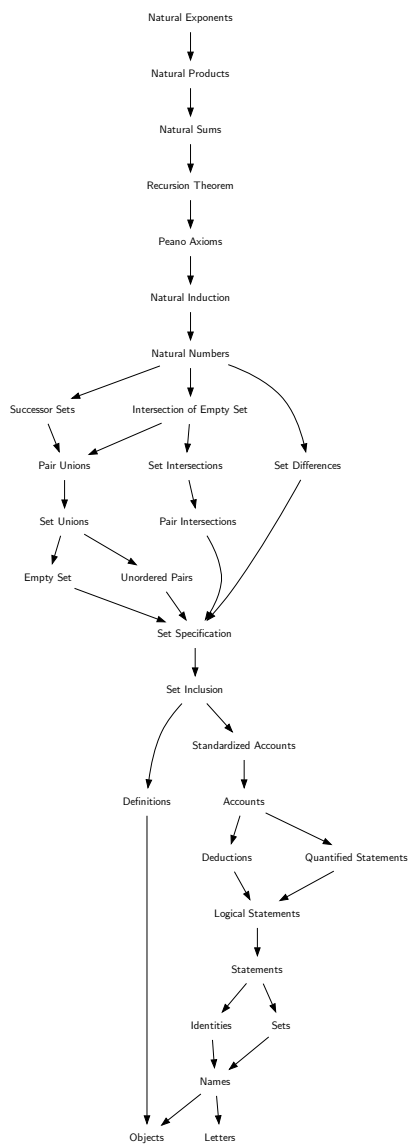 Natural Exponents
Natural Products
Natural Sums
Recursion Theorem
Peano Axioms
Natural Induction
Natural Numbers
Successor Sets
Intersection of Empty Set
Pair Unions
Set Intersections
Set Differences
Set Unions
Pair Intersections
Empty Set
Unordered Pairs
Set Specification
Set Inclusion
Standardized Accounts
Definitions
Accounts
Deductions
Quantified Statements
Logical Statements
Statements
Identities
Sets
Names
Objects
Letters